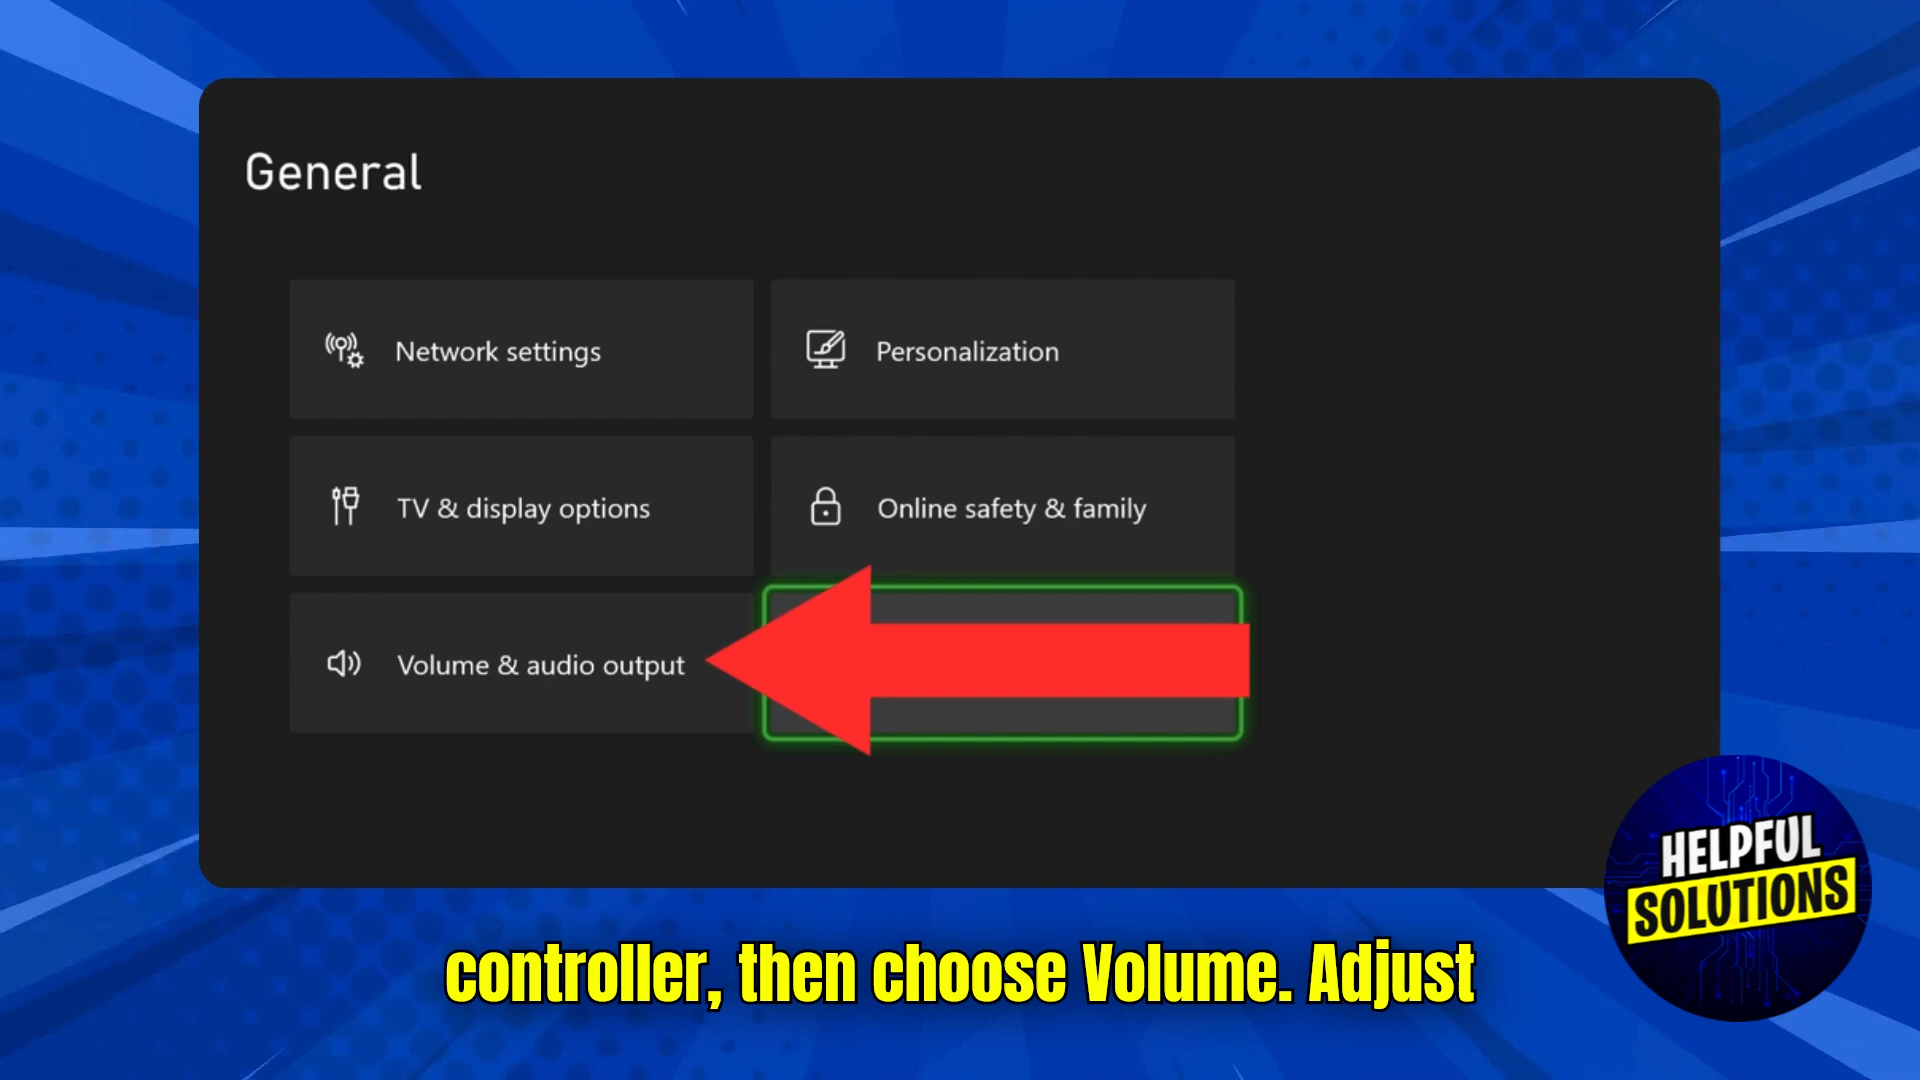 General
Network settings
Personalization
TV & display options
Online safety & family
Volume & audio output
HELPFUL
SOLUTIONS
controller, then choose Volume. Adjust